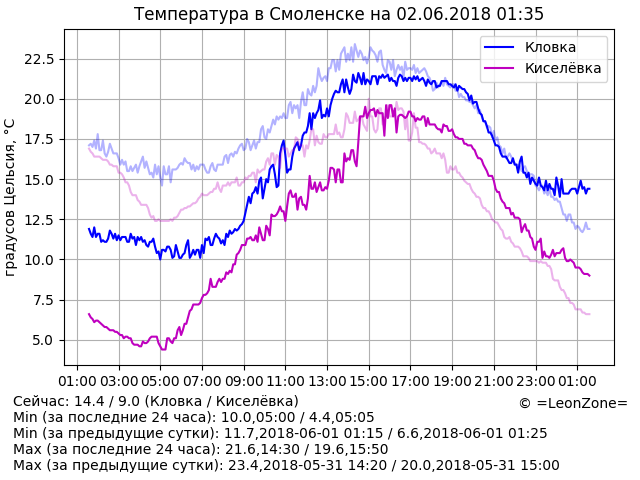 Температура в Смоленске на 02.06.2018 01:35
Кловка
Киселёвка
градусов Цельсия, °C
22.5
20.0
17.5
15.0
12.5
10.0
7.5
5.0
01:00 03:00 05:00 07:00 09:00 11:00 13:00 15:00 17:00 19:00 21:00 23:00 01:00
Сейчас: 14.4 / 9.0 (Кловка / Киселёвка)
© =LeonZone=
Min (за последние 24 часа): 10.0,05:00 / 4.4,05:05
Min (за предыдущие сутки): 11.7,2018-06-01 01:15 / 6.6,2018-06-01 01:25
Max (за последние 24 часа): 21.6,14:30 / 19.6,15:50
Max (за предыдущие сутки): 23.4,2018-05-31 14:20 / 20.0,2018-05-31 15:00